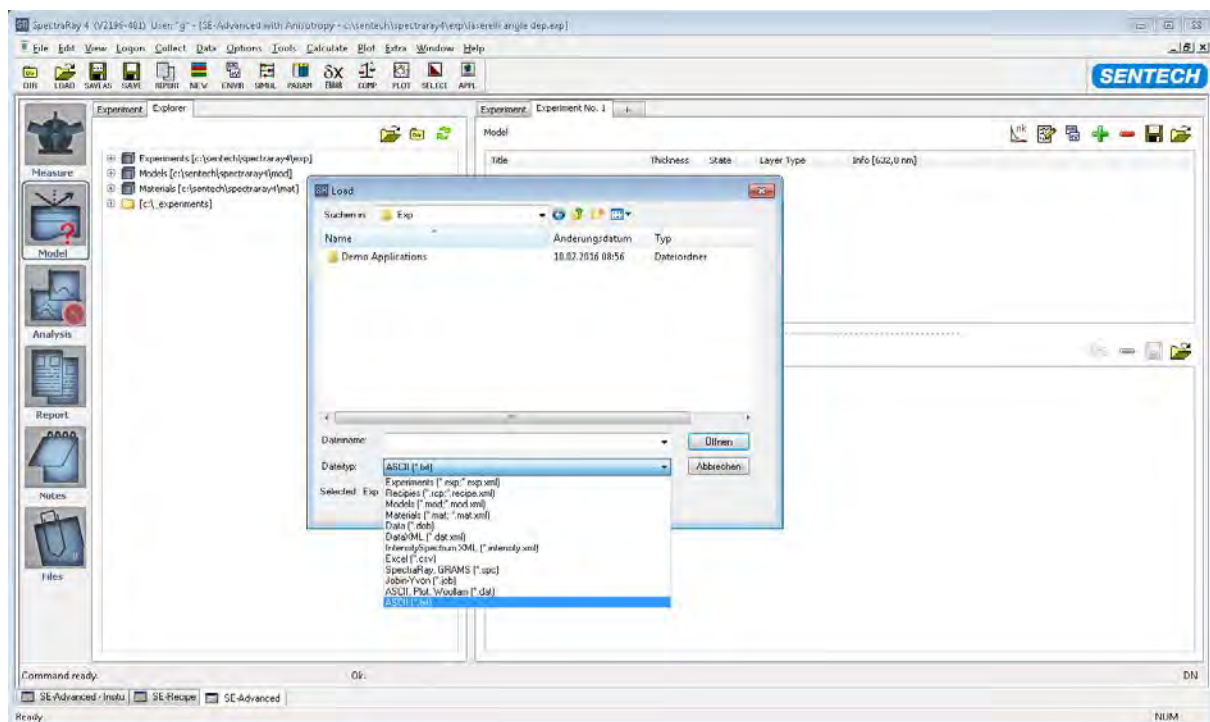 SpectraRay 4 (V2196-401) User: "g" - [SE-Advanced with Anisotropy - c:\sentech\spectraray4\exp\laserelli angle dep.exp]
File Edit View Logon Collect Data Options Tools Calculate Plot Extra Window Help
DIR LOAD SAVEAS SAVE REPORT NEW ENVIR SIMUL PARAM ERROR COMP PLOT SELECT APPL
SENTECH
Experiment Explorer
Experiment Experiment No. 1 +
Model
Title Thickness State Layer Type Info [632,8 nm]
Experiments [c:\sentech\spectraray4\exp]
Models [c:\sentech\spectraray4\mod]
Materials [c:\sentech\spectraray4\mat]
[c:\_experiments]
Measure
Model
Analysis
Report
Notes
Files
Load
Suchen in: Exp
Name Änderungsdatum Typ
Demo Applications 10.02.2016 08:56 Dateiordner
Dateiname:
Öffnen
Dateityp: ASCII (*.txt)
Abbrechen
Selected Exp
Experiments (*.exp;*.exp.xml)
Recipies (*.rcp;*.recipe.xml)
Models (*.mod;*.mod.xml)
Materials (*.mat; *.mat.xml)
Data (*.dob)
DataXML (*.dat.xml)
IntensitySpectrum XML (*.intensity.xml)
Excel (*.csv)
SpectraRay, GRAMS (*.spc)
Jobin-Yvon (*.job)
ASCII, Plot, Woollam (*.dat)
ASCII (*.txt)
Command ready. Ok. DN
SE-Advanced - Instu SE-Recipe SE-Advanced
Ready NUM